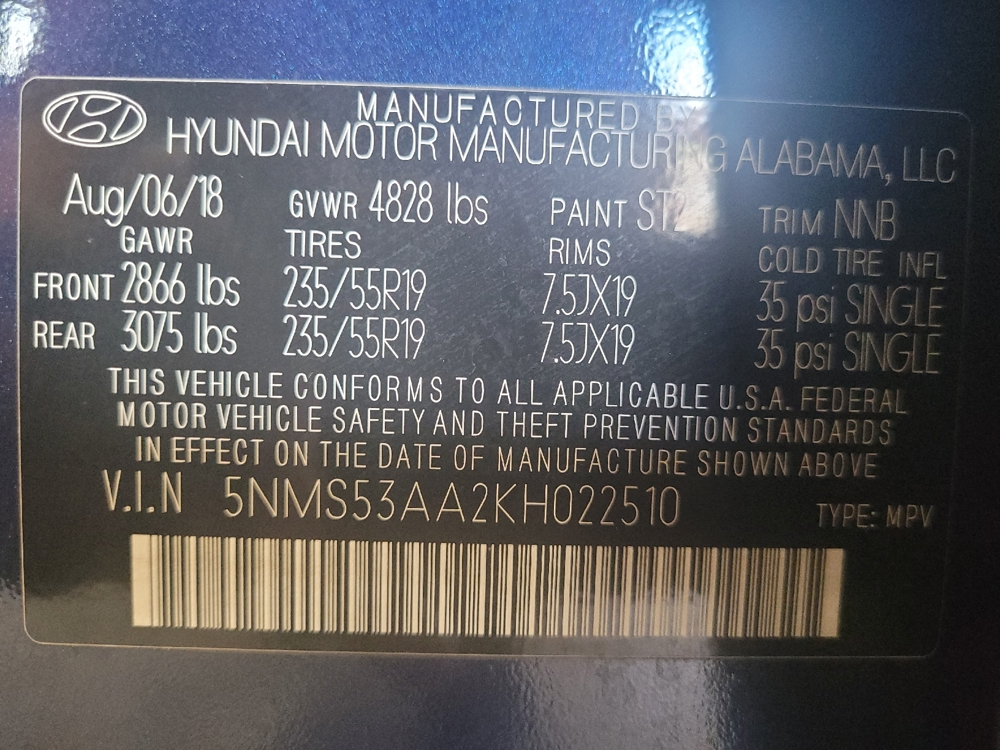 MANUFACTURED BY
HYUNDAI MOTOR MANUFACTURING ALABAMA, LLC
Aug/06/18 GVWR 4828 lbs PAINT TRIM NNB
GAWR TIRES RIMS COLD TIRE INFL
FRONT 2866 lbs 235/55R19 7.5JX19 35 psi SINGLE
REAR 3075 lbs 235/55R19 7.5JX19 35 psi SINGLE
THIS VEHICLE CONFORMS TO ALL APPLICABLE U.S.A. FEDERAL
MOTOR VEHICLE SAFETY AND THEFT PREVENTION STANDARDS
IN EFFECT ON THE DATE OF MANUFACTURE SHOWN ABOVE
V.I.N 5NMS53AA2KH022510 TYPE: MPV